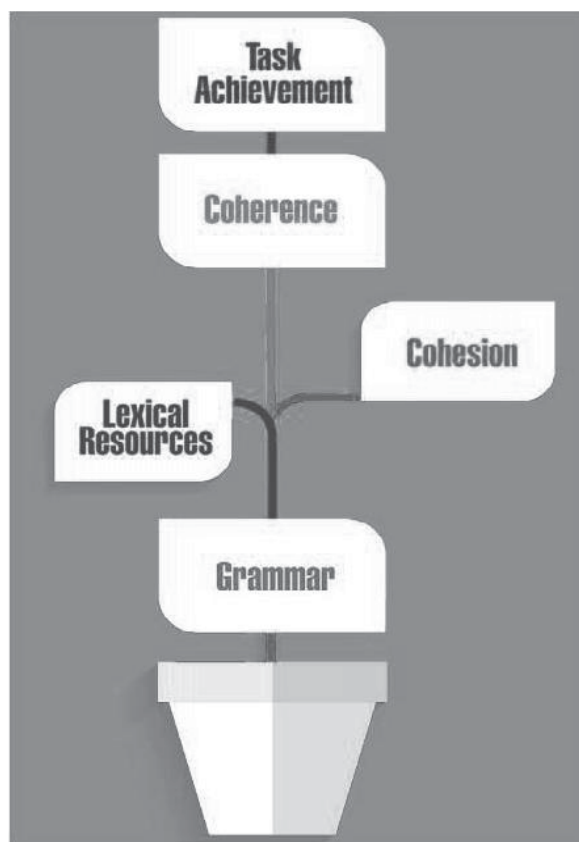 Task
Achievement
Coherence
Cohesion
Lexical
Resources
Grammar